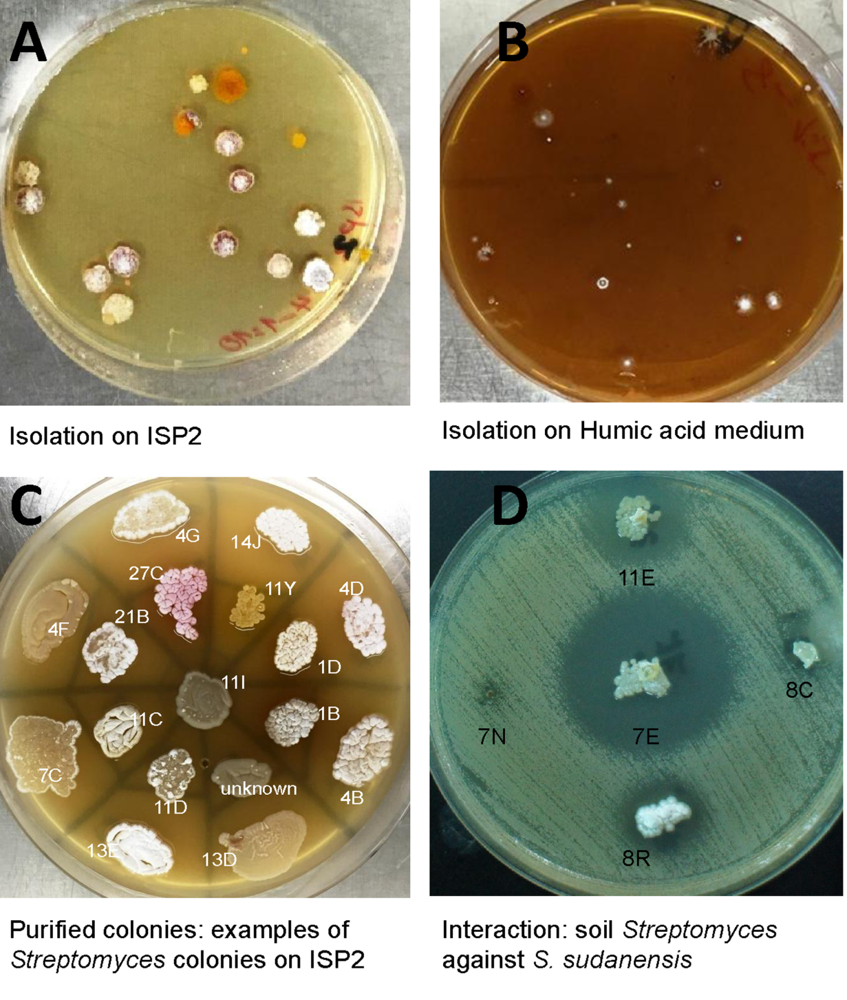 A
B
Isolation on ISP2
Isolation on Humic acid medium
C
4G
14J
27C
11Y
4D
21B
4F
1D
11I
11C
1B
7C
unknown
11D
4B
13E
13D
D
11E
8C
7N
7E
8R
Purified colonies: examples of
Streptomyces colonies on ISP2
Interaction: soil Streptomyces
against S. sudanensis